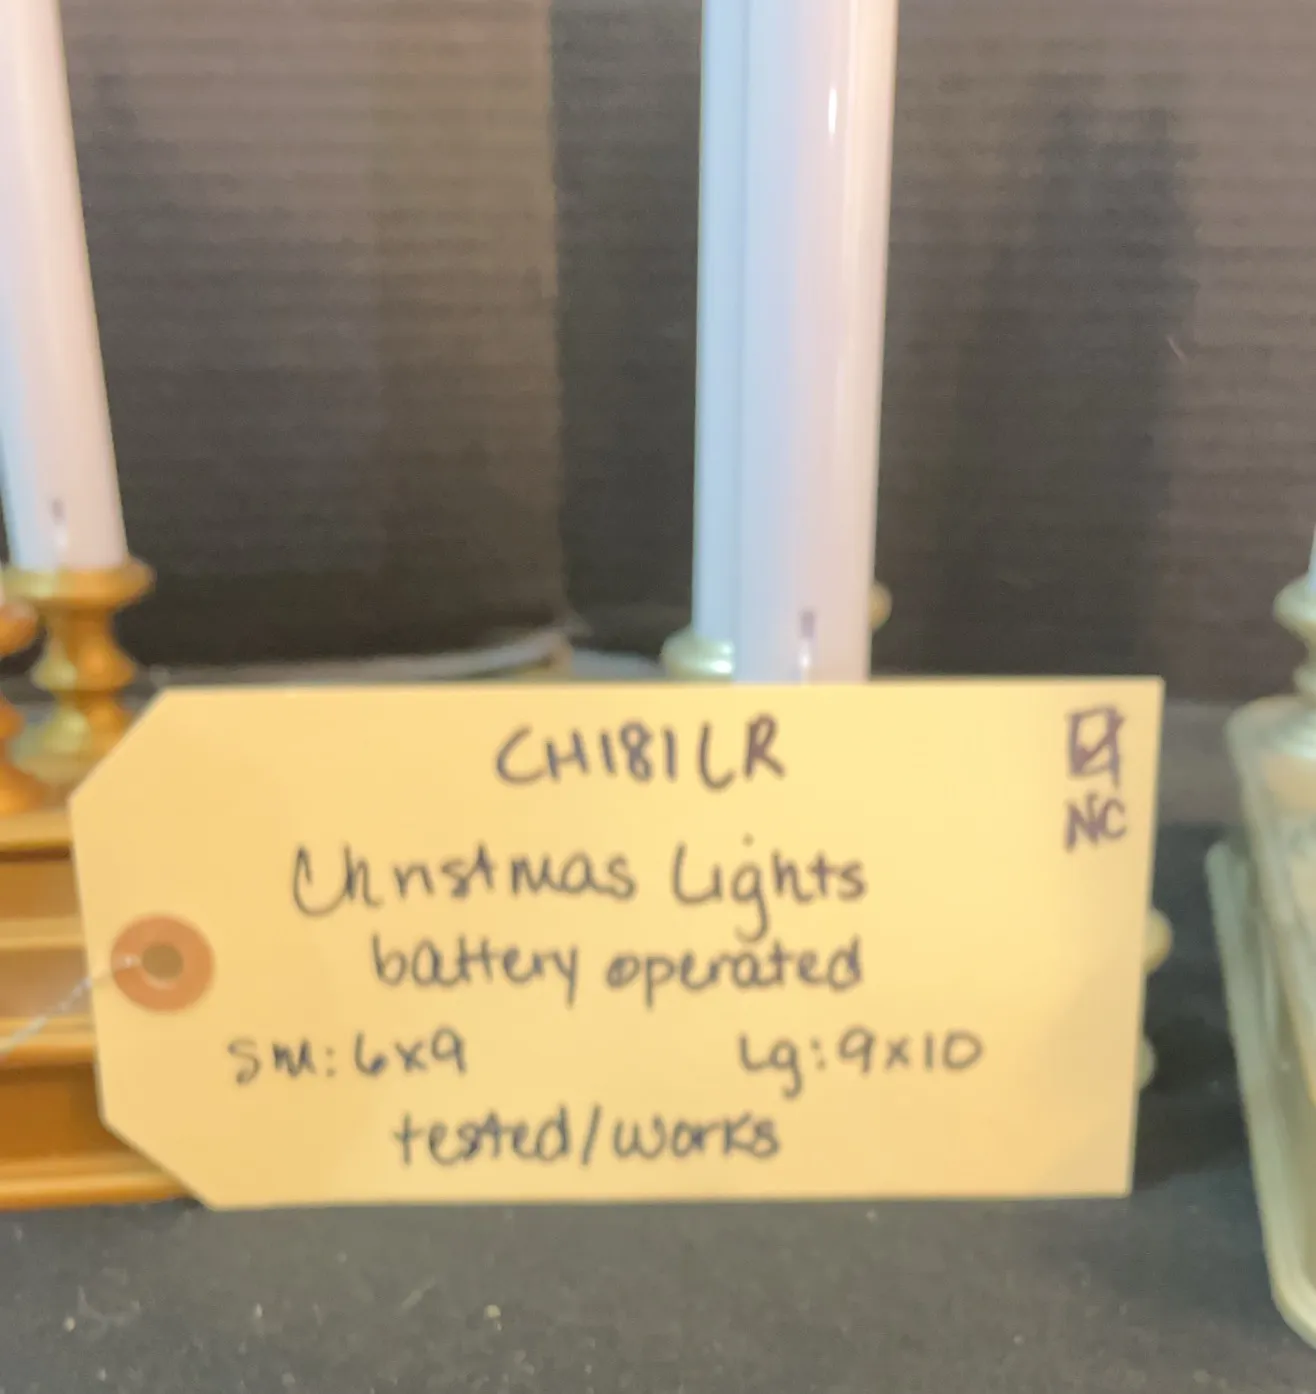 CH181LR
☑
NC
Christmas Lights
battery operated
Sm: 6x9 Lg: 9x10
tested/works